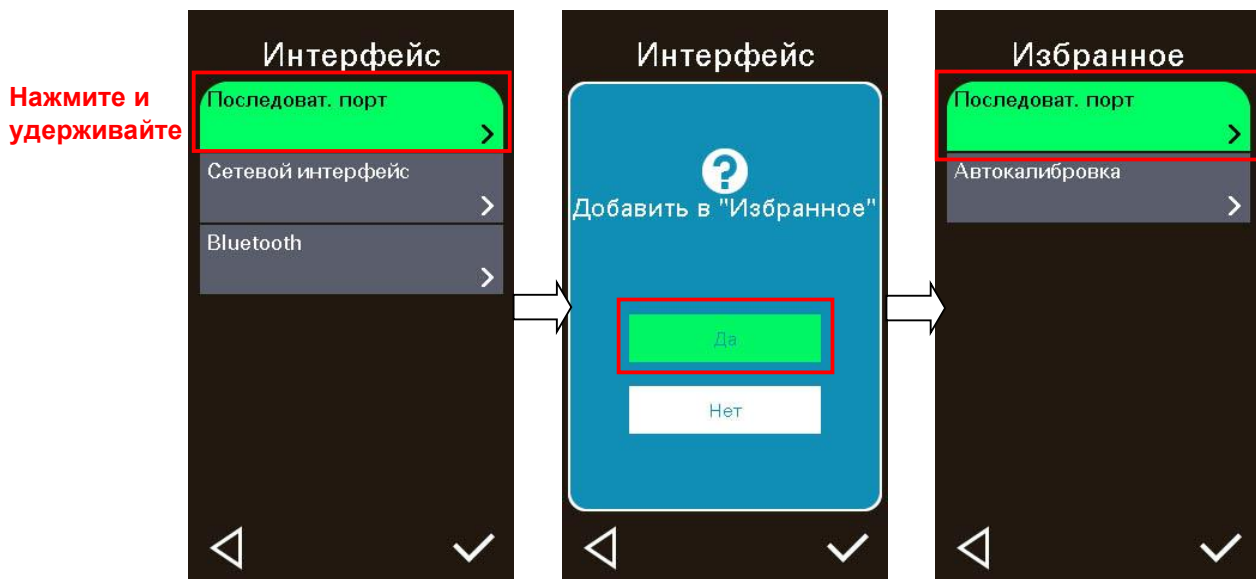 Нажмите и
удерживайте
Интерфейс
Последоват. порт
Сетевой интерфейс
Bluetooth
Интерфейс
?
Добавить в "Избранное"
Да
Нет
Избранное
Последоват. порт
Автокалибровка